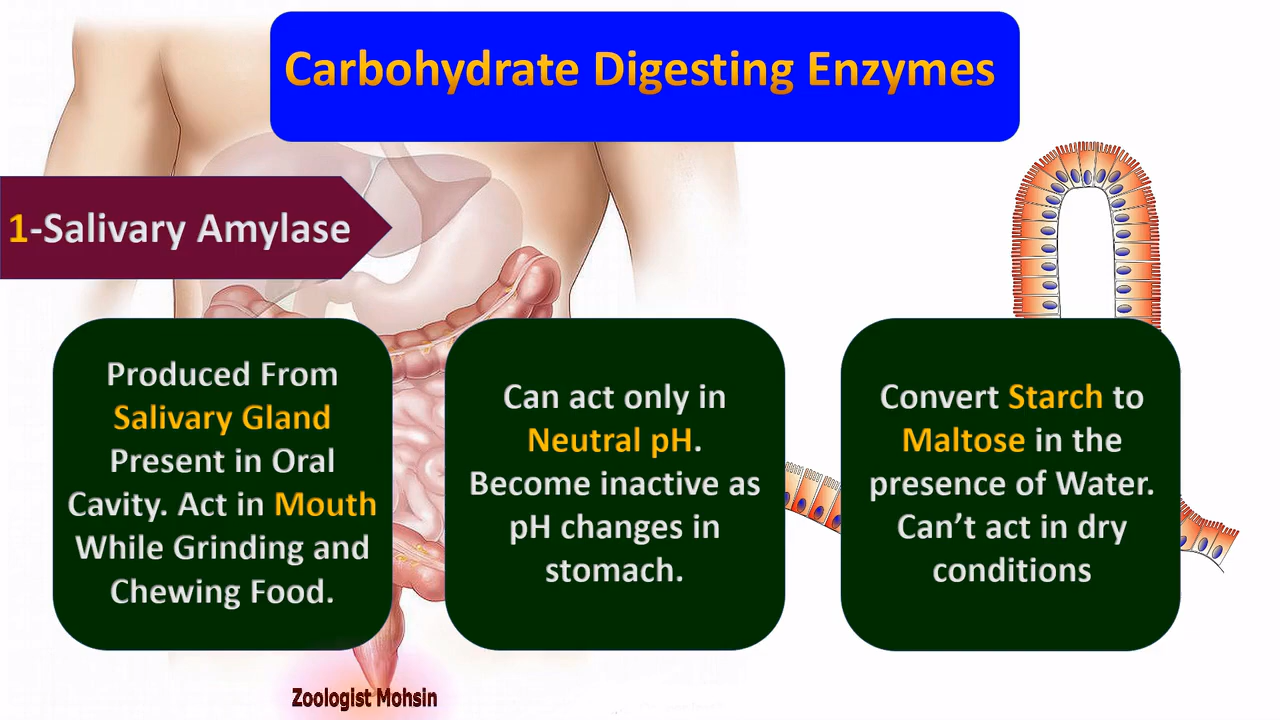 Carbohydrate Digesting Enzymes
1-Salivary Amylase
Produced From
Salivary Gland
Present in Oral
Cavity. Act in Mouth
While Grinding and
Chewing Food.
Can act only in
Neutral pH.
Become inactive as
pH changes in
stomach.
Convert Starch to
Maltose in the
presence of Water.
Can’t act in dry
conditions
Zoologist Mohsin